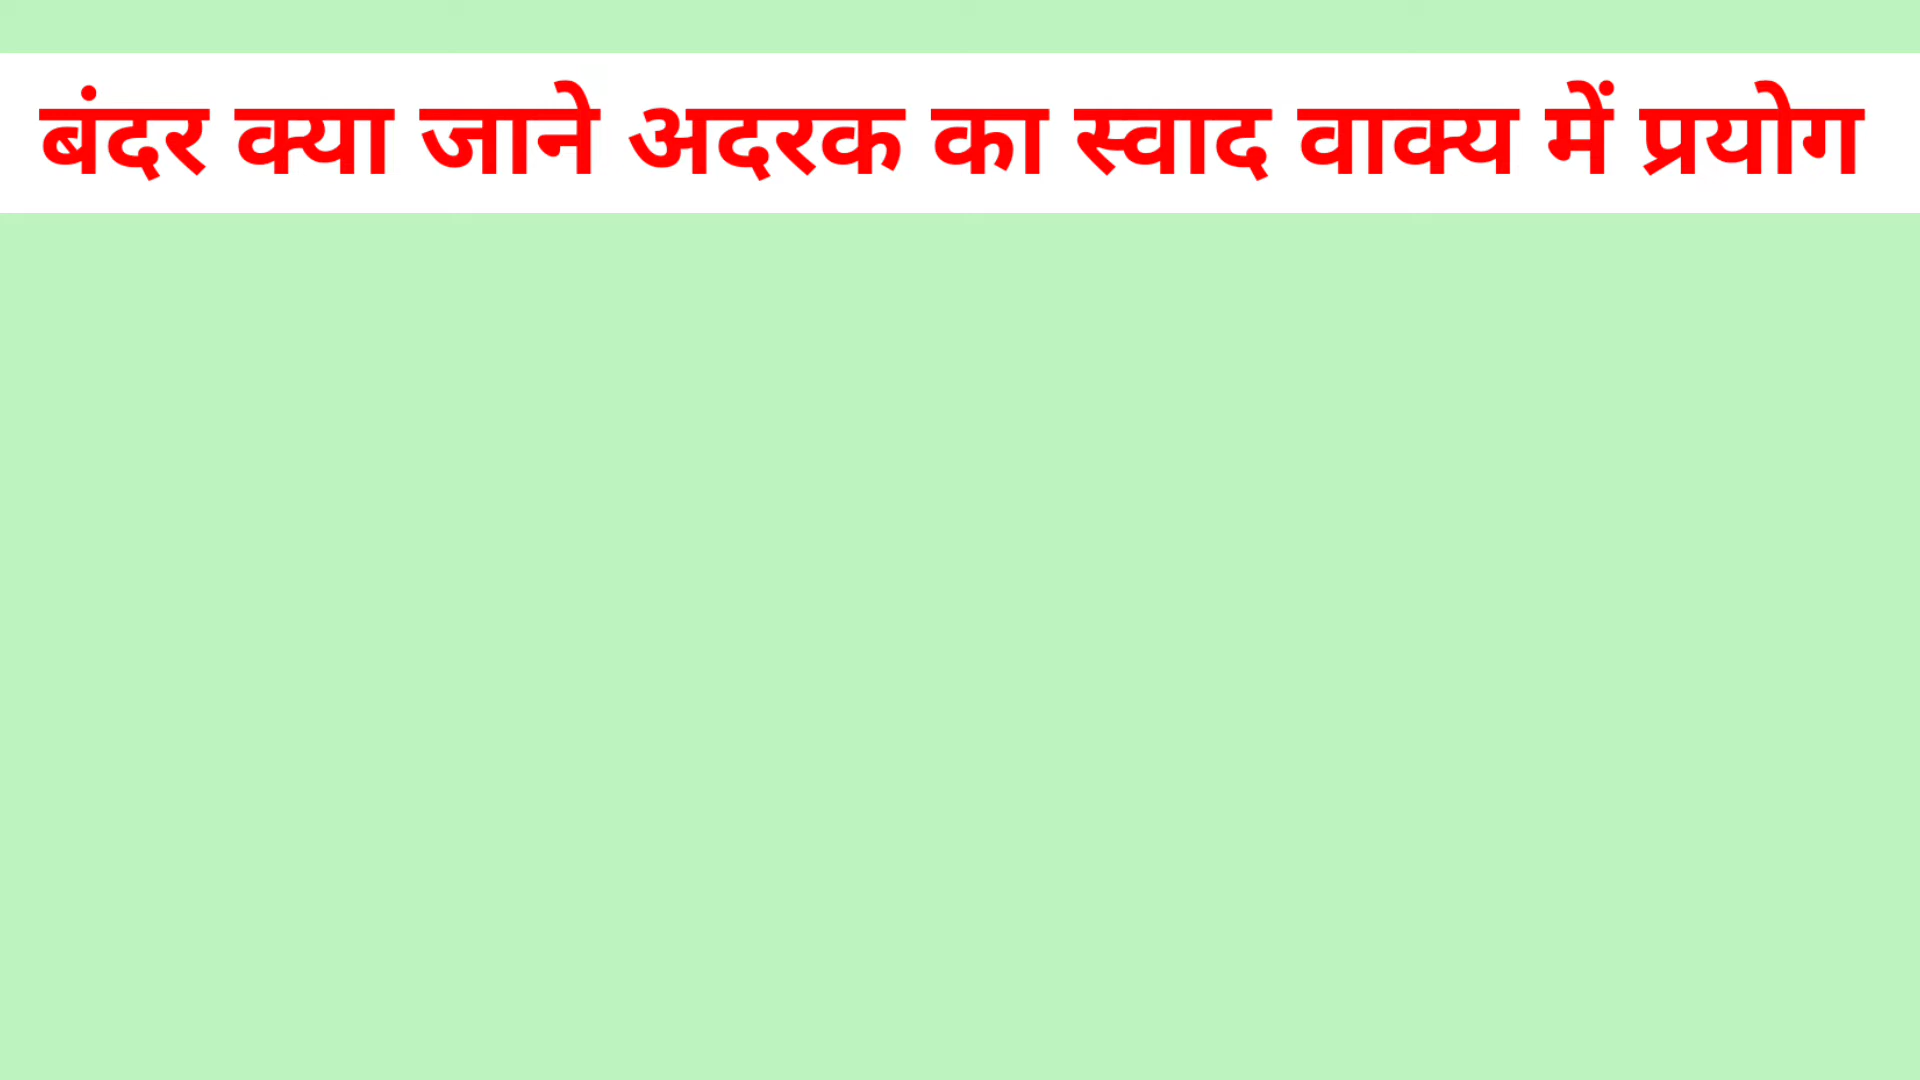 बंदर क्या जाने अदरक का स्वाद वाक्य में प्रयोग